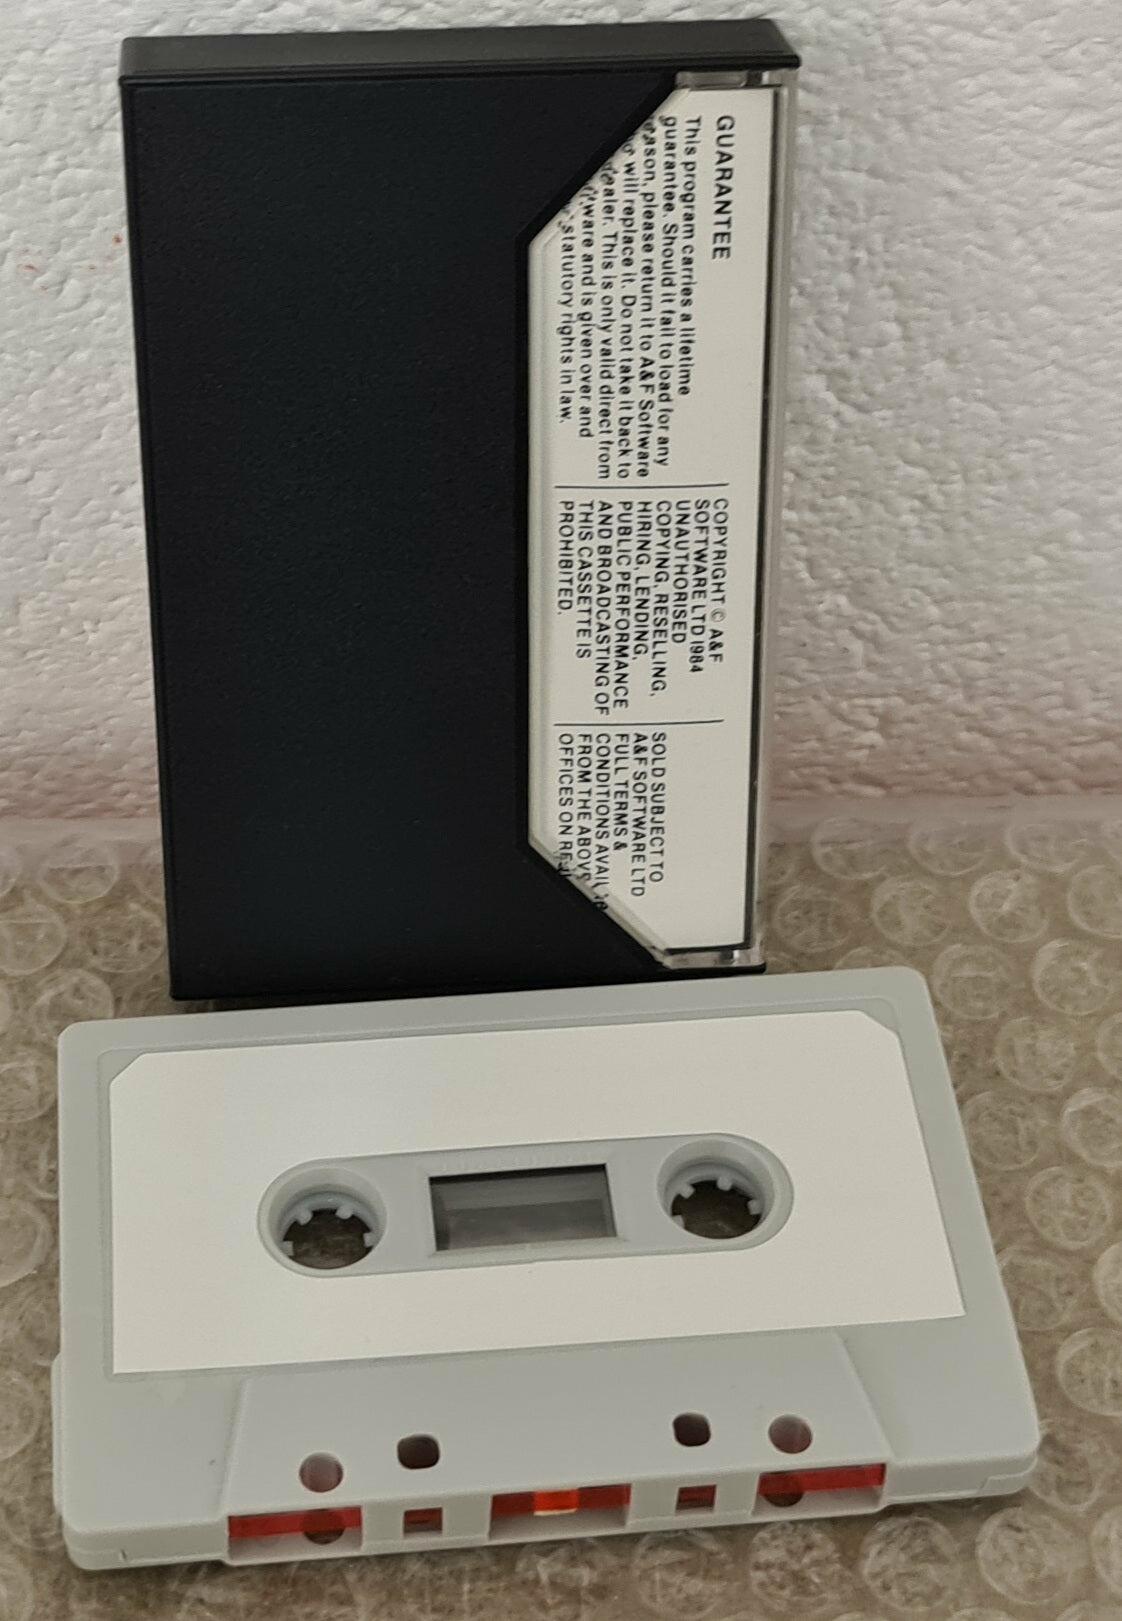 GUARANTEE
This program carries a lifetime
guarantee. Should it fail to load for any
reason, please return it to A&F Software
will replace it. Do not take it back to
dealer. This is only valid direct from
and is given over and
statutory rights in law.
COPYRIGHT © A&F
SOFTWARE LTD 1984
UNAUTHORISED
COPYING, RESELLING,
HIRING, LENDING,
PUBLIC PERFORMANCE
AND BROADCASTING OF
THIS CASSETTE IS
PROHIBITED.
SOLD SUBJECT TO
A&F SOFTWARE LTD
FULL TERMS &
CONDITIONS
FROM THE ABOVE
OFFICES ON